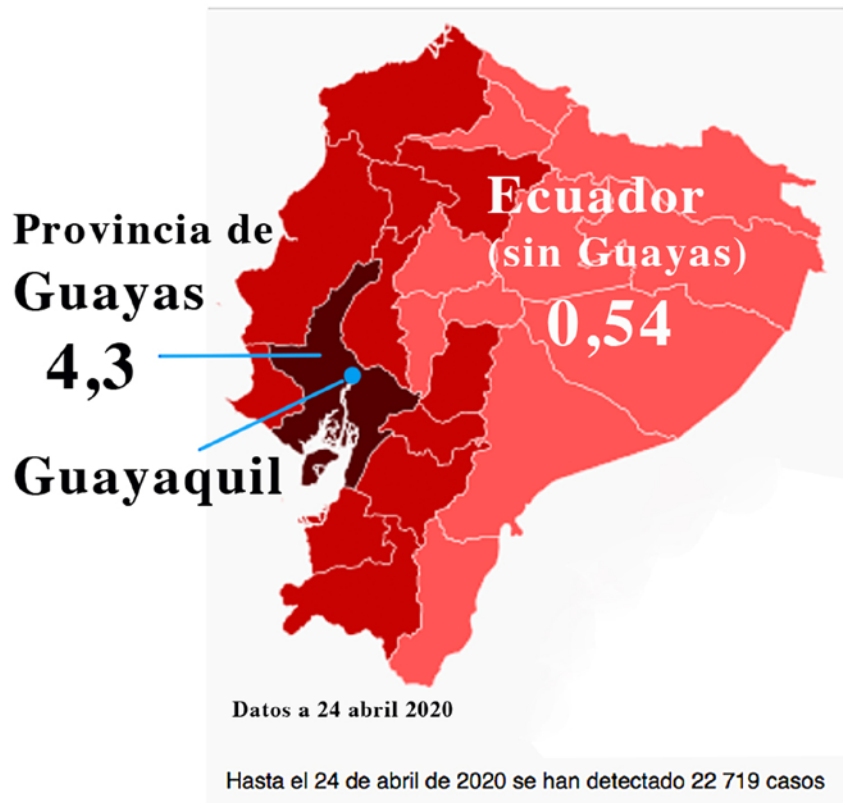 Provincia de
Guayas
4,3
Guayaquil
Ecuador
(sin Guayas)
0,54
Datos a 24 abril 2020
Hasta el 24 de abril de 2020 se han detectado 22 719 casos